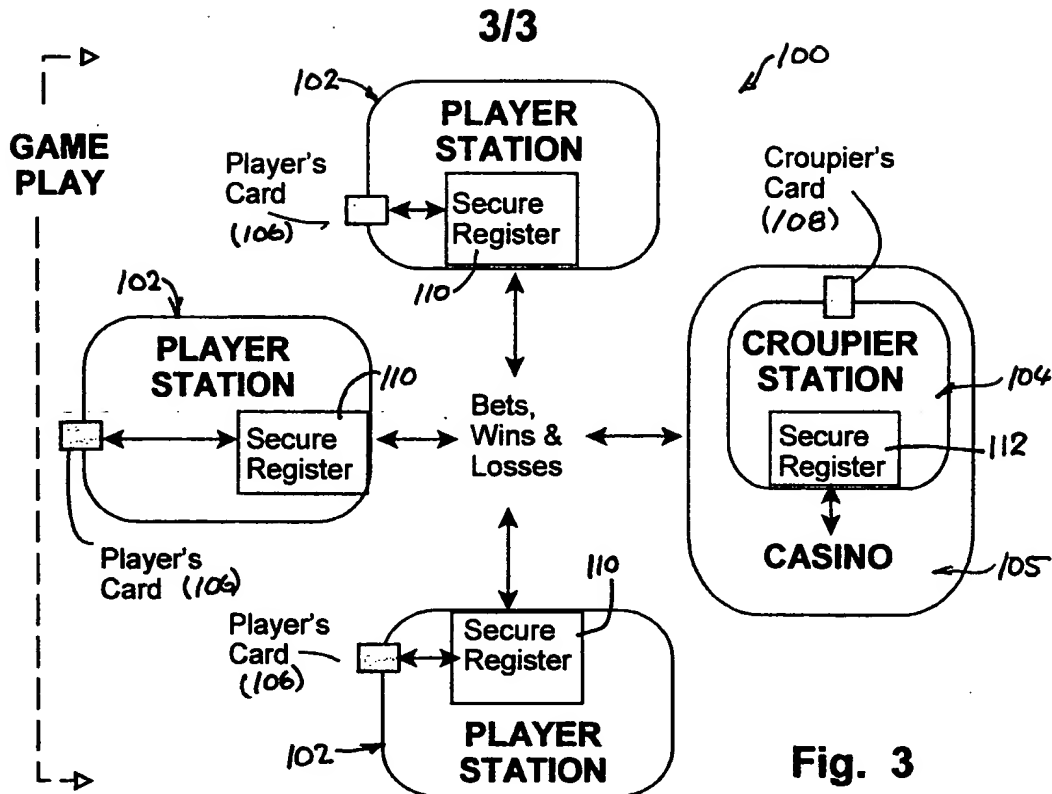 3/3
100
GAME
PLAY
102
PLAYER
STATION
Player's
Card
(106)
Secure
Register
110
Croupier's
Card
(108)
102
PLAYER
STATION
110
Secure
Register
Player's
Card (106)
Bets,
Wins &
Losses
CROUPIER
STATION
104
Secure
Register
112
CASINO
105
Player's
Card
(106)
Secure
Register
110
102
PLAYER
STATION
Fig. 3